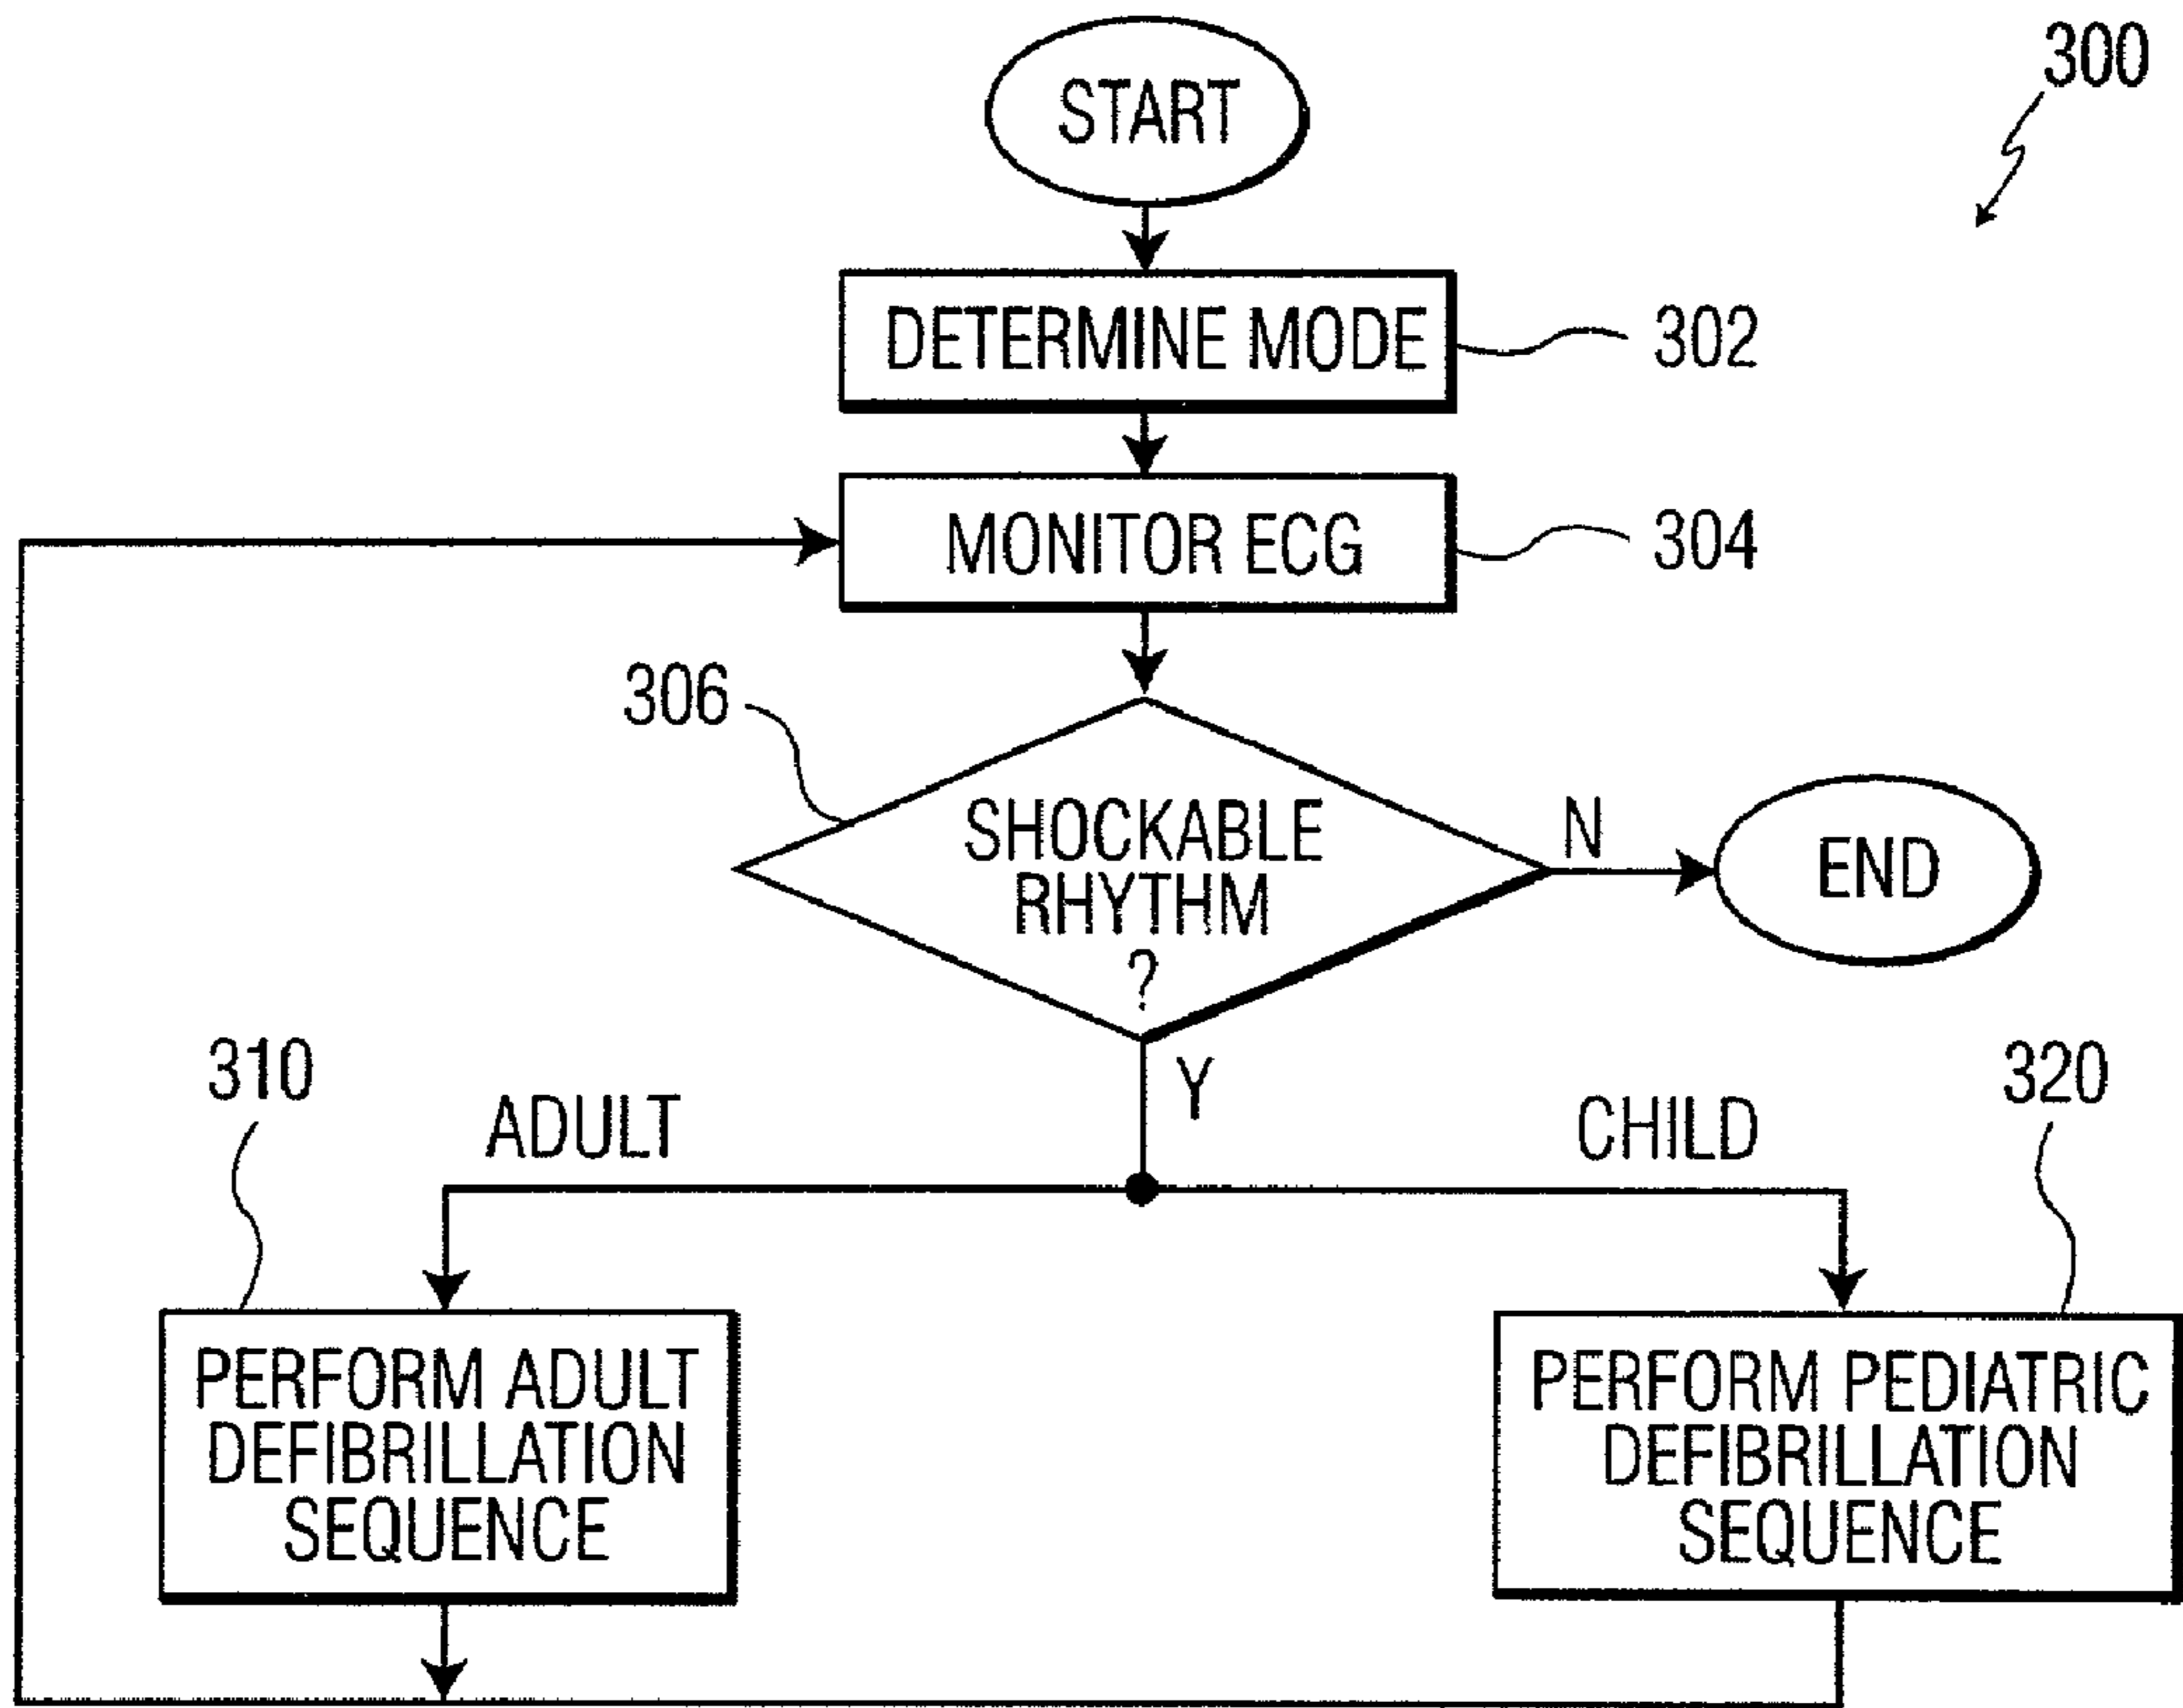 START
300
DETERMINE MODE
302
MONITOR ECG
304
306
SHOCKABLE
RHYTHM
?
N
END
Y
310
ADULT
CHILD
320
PERFORM ADULT
DEFIBRILLATION
SEQUENCE
PERFORM PEDIATRIC
DEFIBRILLATION
SEQUENCE